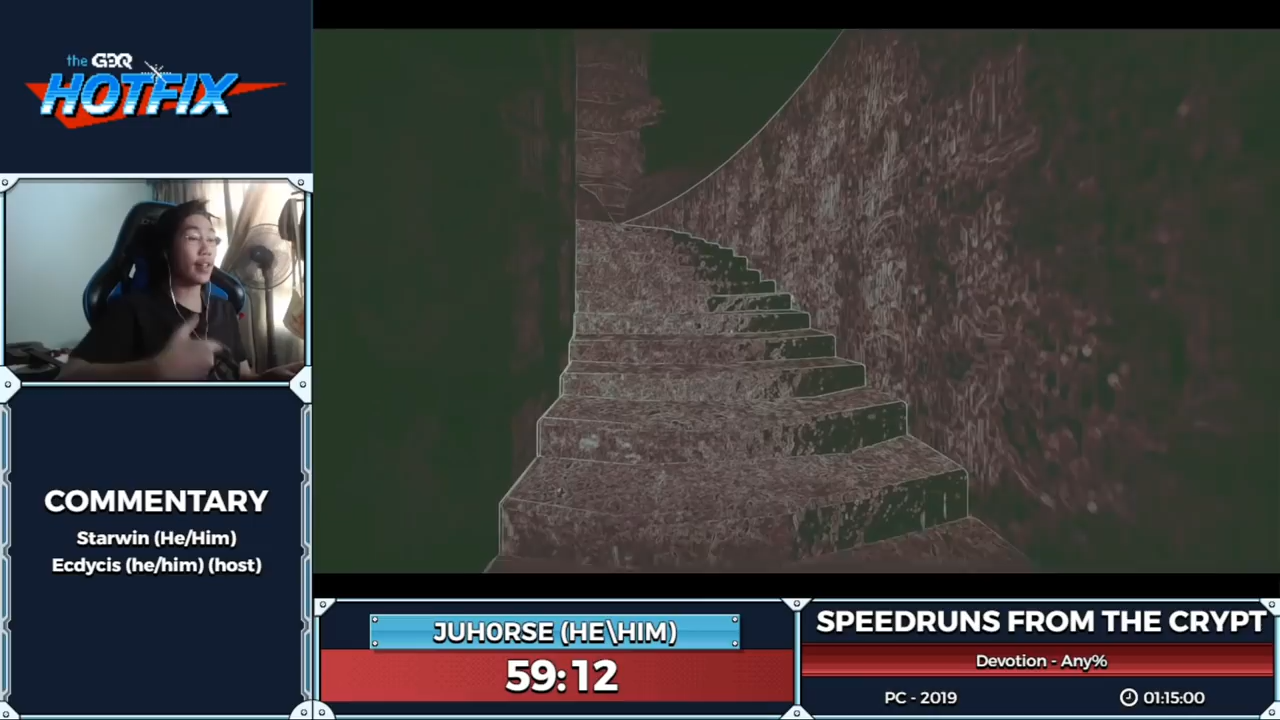 the GDQ
HOTFIX
COMMENTARY
Starwin (He/Him)
Ecdycis (he/him) (host)
JUH0RSE (HE\HIM)
59:12
SPEEDRUNS FROM THE CRYPT
Devotion - Any%
PC - 2019
01:15:00